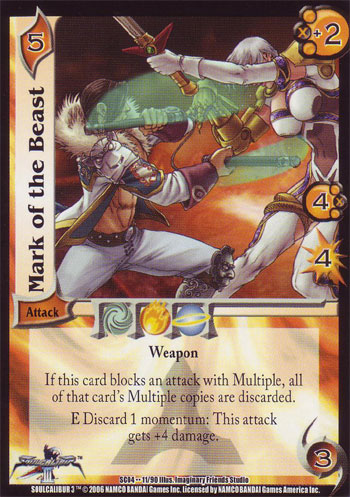 5
+2
Mark of the Beast
4
4
Attack
Weapon
If this card blocks an attack with Multiple, all
of that card's Multiple copies are discarded.
E Discard 1 momentum: This attack
gets +4 damage.
3
SOULCALIBUR III
SC04 •• 11/90 Illus. Imaginary Friends Studio
SOULCALIBUR 3™ © 2006 NAMCO BANDAI Games Inc. Licensed by NAMCO BANDAI Games America Inc.